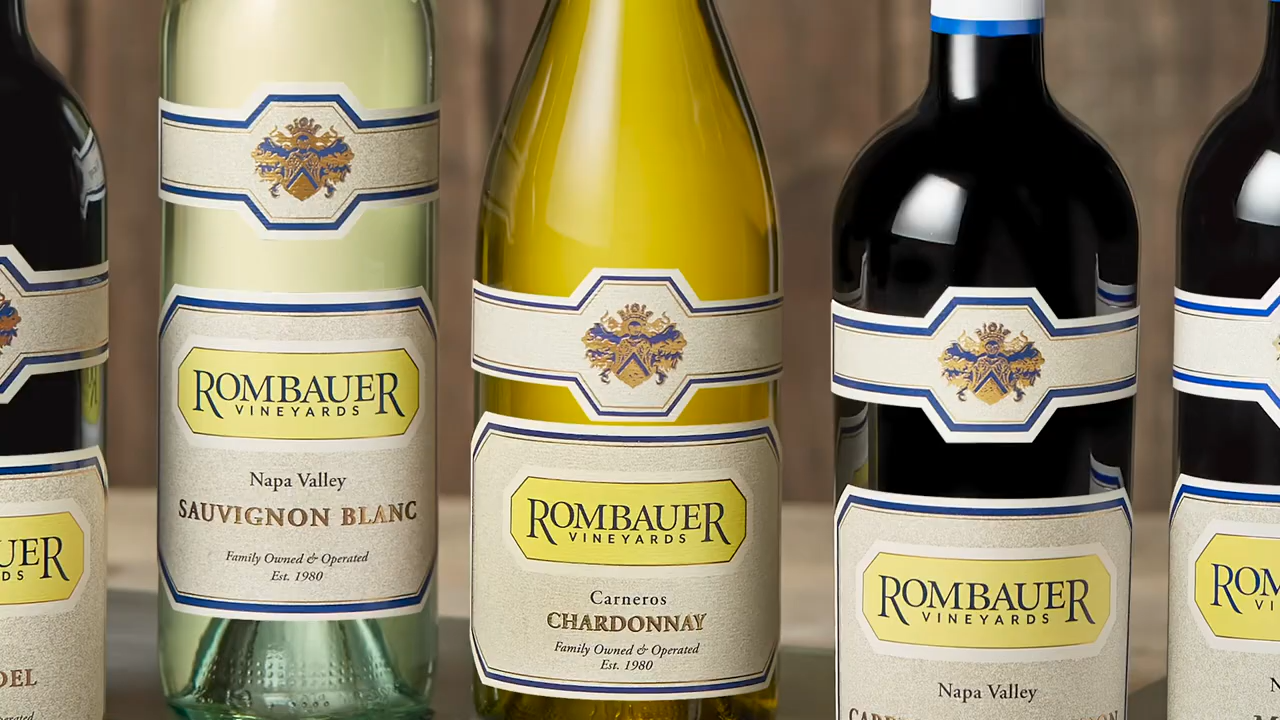 ROMBAUER
VINEYARDS
Napa Valley
SAUVIGNON BLANC
Family Owned & Operated
Est. 1980
ROMBAUER
VINEYARDS
Carneros
CHARDONNAY
Family Owned & Operated
Est. 1980
ROMBAUER
VINEYARDS
Napa Valley